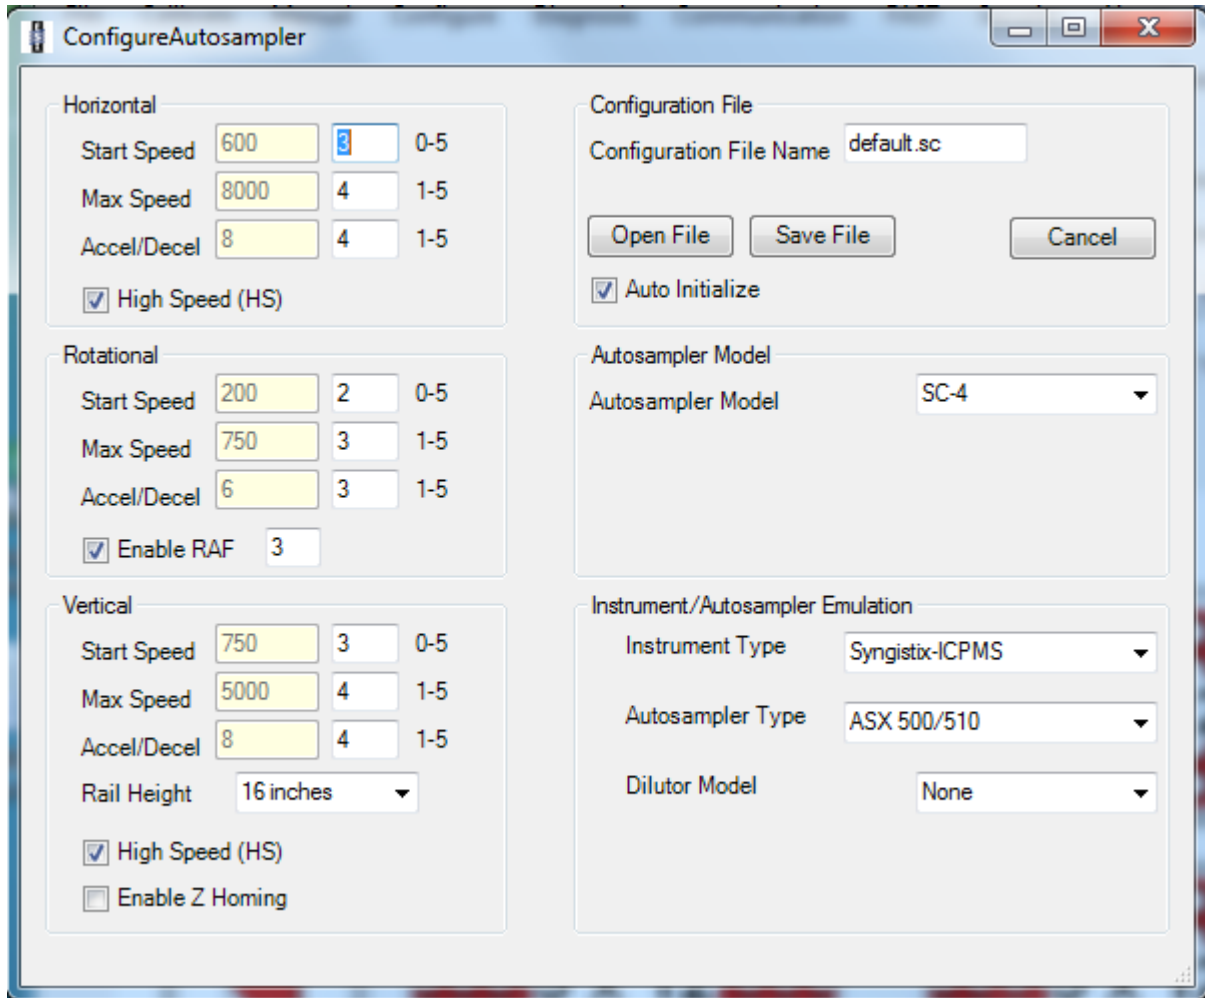 ConfigureAutosampler
Horizontal
Start Speed 600 3 0-5
Max Speed 8000 4 1-5
Accel/Decel 8 4 1-5
High Speed (HS)
Rotational
Start Speed 200 2 0-5
Max Speed 750 3 1-5
Accel/Decel 6 3 1-5
Enable RAF 3
Vertical
Start Speed 750 3 0-5
Max Speed 5000 4 1-5
Accel/Decel 8 4 1-5
Rail Height 16 inches
High Speed (HS)
Enable Z Homing
Configuration File
Configuration File Name default.sc
Open File Save File Cancel
Auto Initialize
Autosampler Model
Autosampler Model SC-4
Instrument/Autosampler Emulation
Instrument Type Syngistix-ICPMS
Autosampler Type ASX 500/510
Dilutor Model None